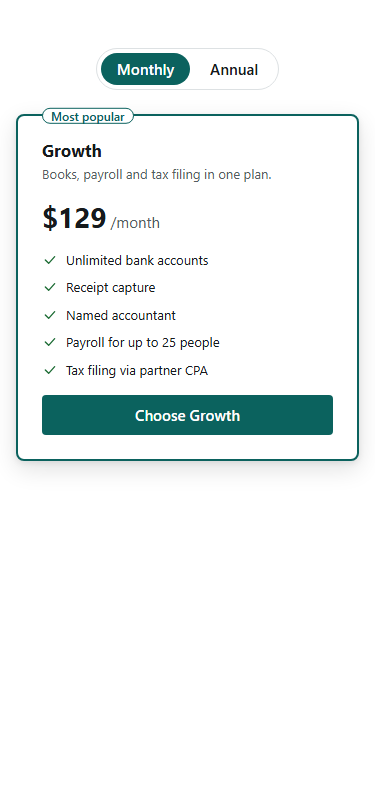 Monthly Annual
Most popular
Growth
Books, payroll and tax filing in one plan.
$129 /month
Unlimited bank accounts
Receipt capture
Named accountant
Payroll for up to 25 people
Tax filing via partner CPA
Choose Growth